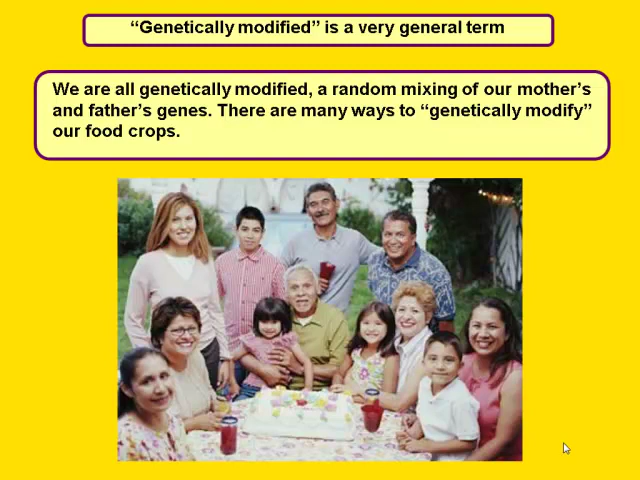 “Genetically modified” is a very general term
We are all genetically modified, a random mixing of our mother’s
and father’s genes. There are many ways to “genetically modify”
our food crops.